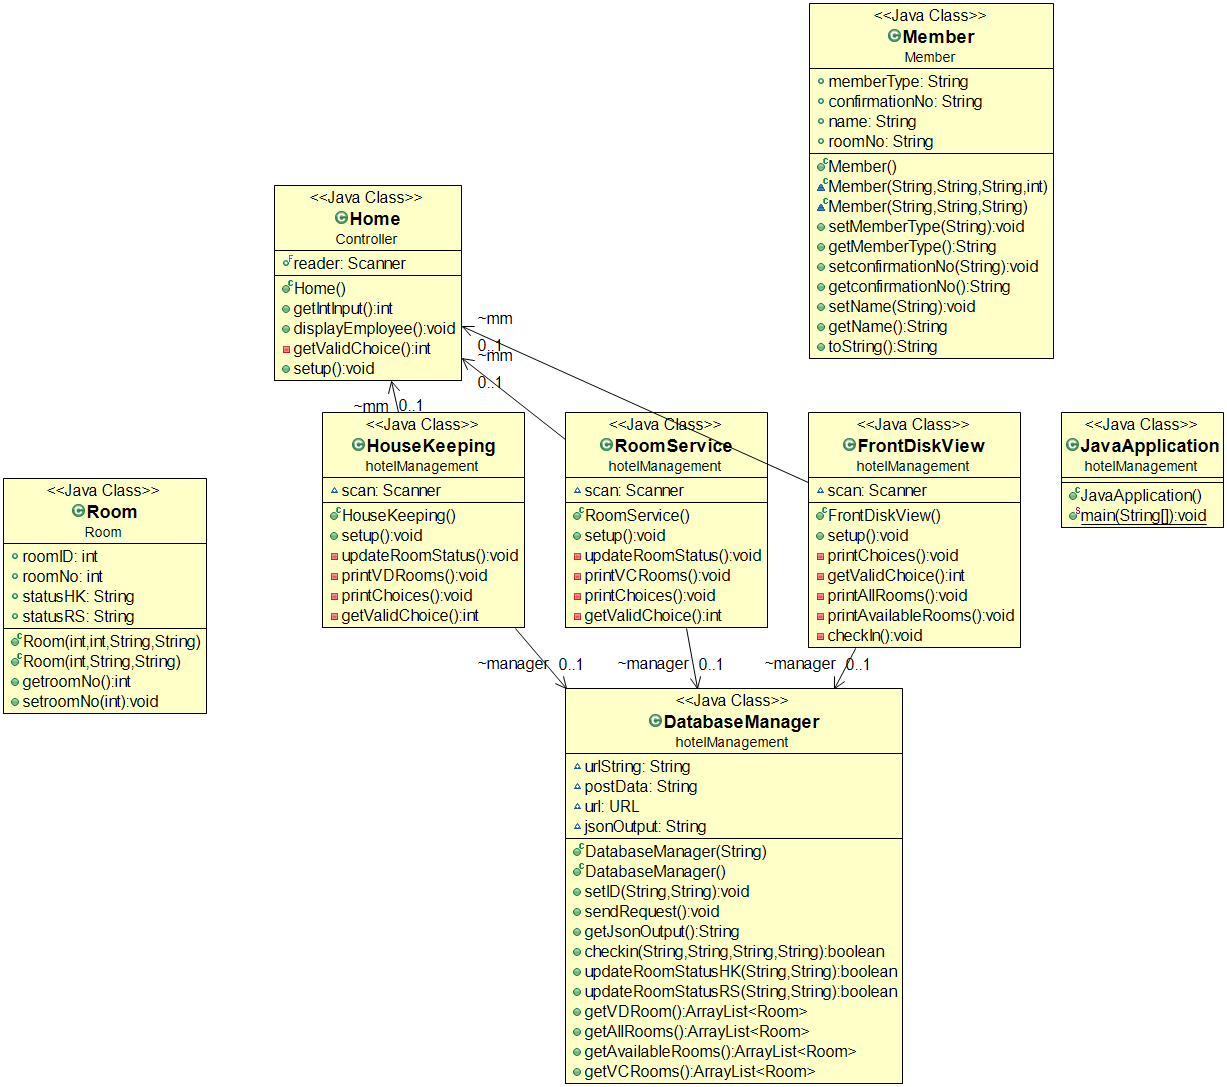 <<Java Class>>
Member
Member
memberType: String
confirmationNo: String
name: String
roomNo: String
Member()
Member(String,String,String,int)
Member(String,String,String)
setMemberType(String):void
getMemberType():String
setconfirmationNo(String):void
getconfirmationNo():String
setName(String):void
getName():String
toString():String
<<Java Class>>
Home
Controller
reader: Scanner
Home()
getIntInput():int
displayEmployee():void
getValidChoice():int
setup():void
~mm
0..1
~mm
0..1
~mm 0..1
<<Java Class>>
HouseKeeping
hotelManagement
scan: Scanner
HouseKeeping()
setup():void
updateRoomStatus():void
printVDRooms():void
printChoices():void
getValidChoice():int
<<Java Class>>
RoomService
hotelManagement
scan: Scanner
RoomService()
setup():void
updateRoomStatus():void
printVCRooms():void
printChoices():void
getValidChoice():int
<<Java Class>>
FrontDiskView
hotelManagement
scan: Scanner
FrontDiskView()
setup():void
printChoices():void
getValidChoice():int
printAllRooms():void
printAvailableRooms():void
checkIn():void
<<Java Class>>
JavaApplication
hotelManagement
JavaApplication()
main(String[]):void
<<Java Class>>
Room
Room
roomID: int
roomNo: int
statusHK: String
statusRS: String
Room(int,int,String,String)
Room(int,String,String)
getroomNo():int
setroomNo(int):void
~manager 0..1
~manager 0..1
~manager 0..1
<<Java Class>>
DatabaseManager
hotelManagement
urlString: String
postData: String
url: URL
jsonOutput: String
DatabaseManager(String)
DatabaseManager()
setID(String,String):void
sendRequest():void
getJsonOutput():String
checkin(String,String,String,String):boolean
updateRoomStatusHK(String,String):boolean
updateRoomStatusRS(String,String):boolean
getVDRoom():ArrayList<Room>
getAllRooms():ArrayList<Room>
getAvailableRooms():ArrayList<Room>
getVCRooms():ArrayList<Room>